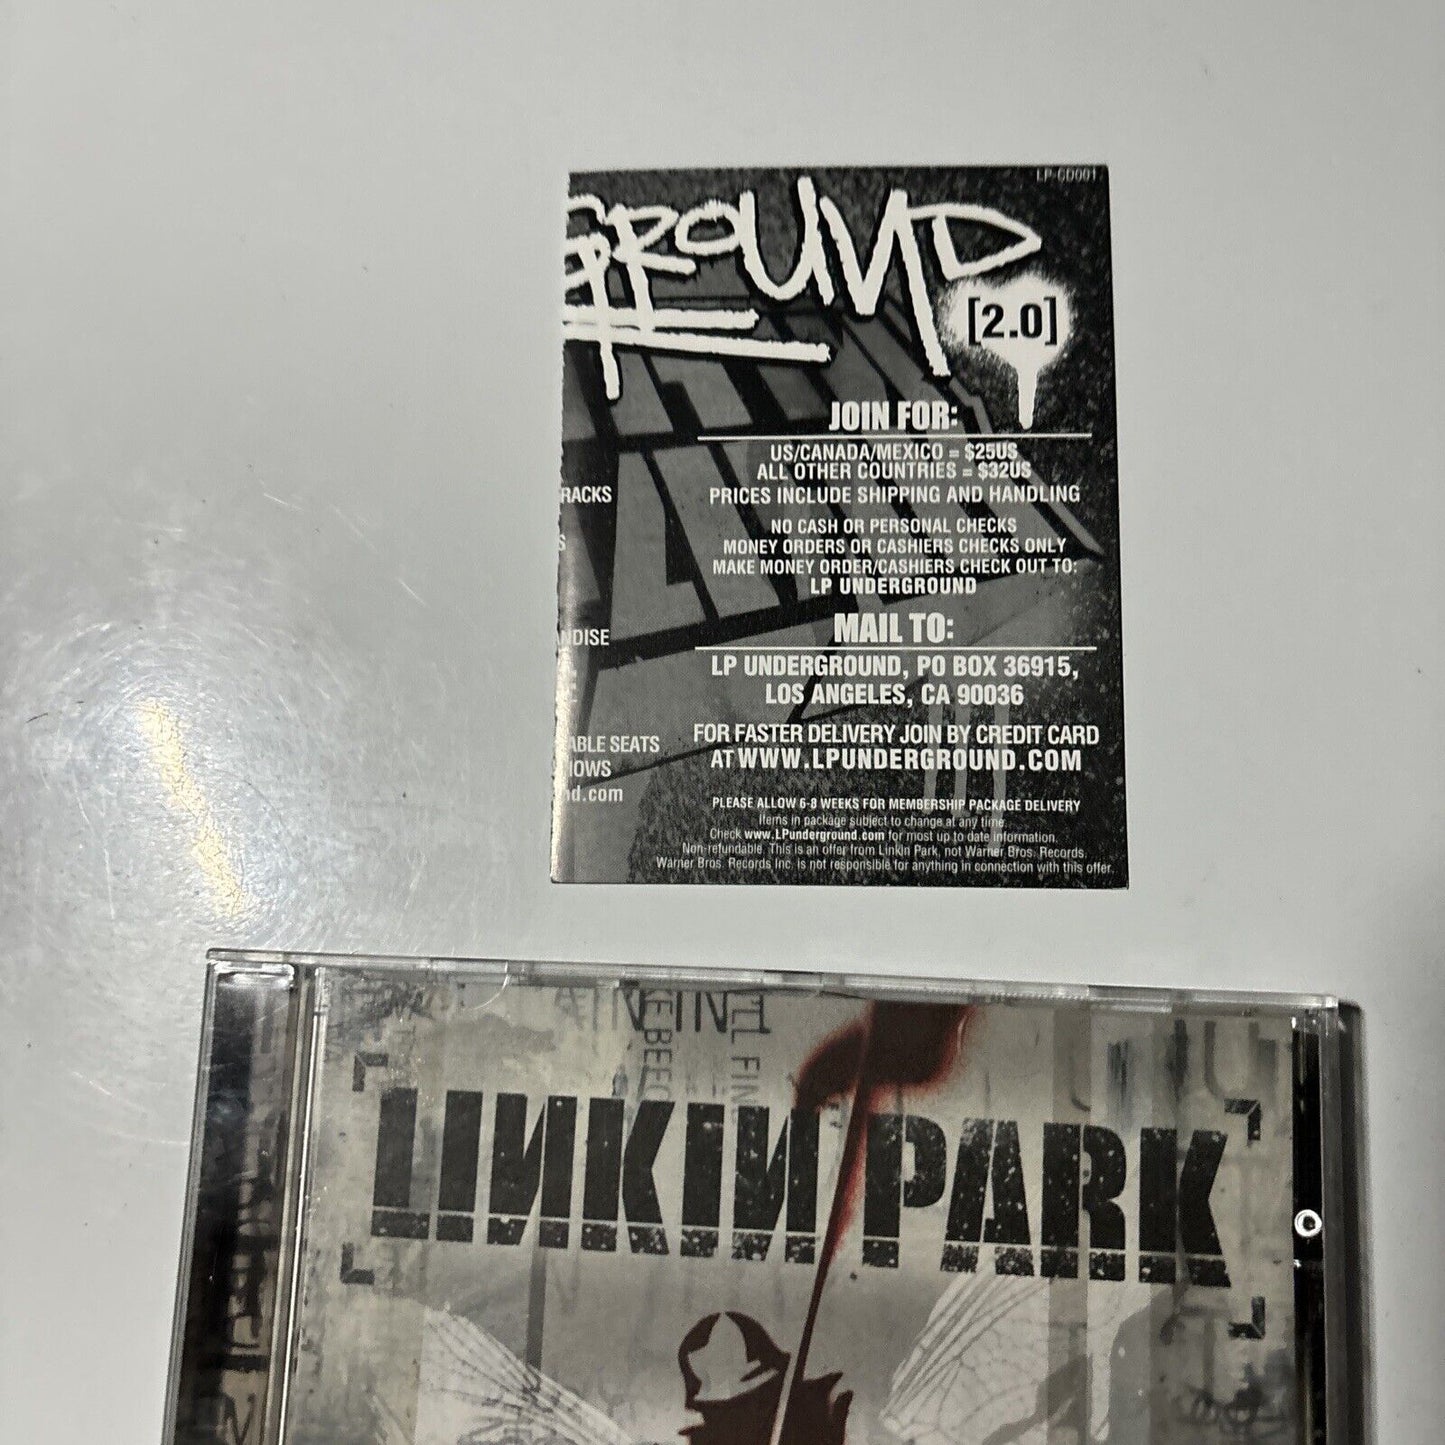 LP-CD001
GROUND
[2.0]
JOIN FOR:
US/CANADA/MEXICO = $25US
ALL OTHER COUNTRIES = $32US
RACKS
PRICES INCLUDE SHIPPING AND HANDLING
NO CASH OR PERSONAL CHECKS
S
MONEY ORDERS OR CASHIERS CHECKS ONLY
MAKE MONEY ORDER/CASHIERS CHECK OUT TO:
LP UNDERGROUND
MAIL TO:
NDISE
LP UNDERGROUND, PO BOX 36915,
LOS ANGELES, CA 90036
FOR FASTER DELIVERY JOIN BY CREDIT CARD
ABLE SEATS
AT WWW.LPUNDERGROUND.COM
OWS
nd.com
PLEASE ALLOW 6-8 WEEKS FOR MEMBERSHIP PACKAGE DELIVERY
Items in package subject to change at any time.
Check www.LPunderground.com for most up to date information.
Non-refundable. This is an offer from Linkin Park, not Warner Bros. Records.
Warner Bros. Records Inc. is not responsible for anything in connection with this offer.
LINKIN PARK